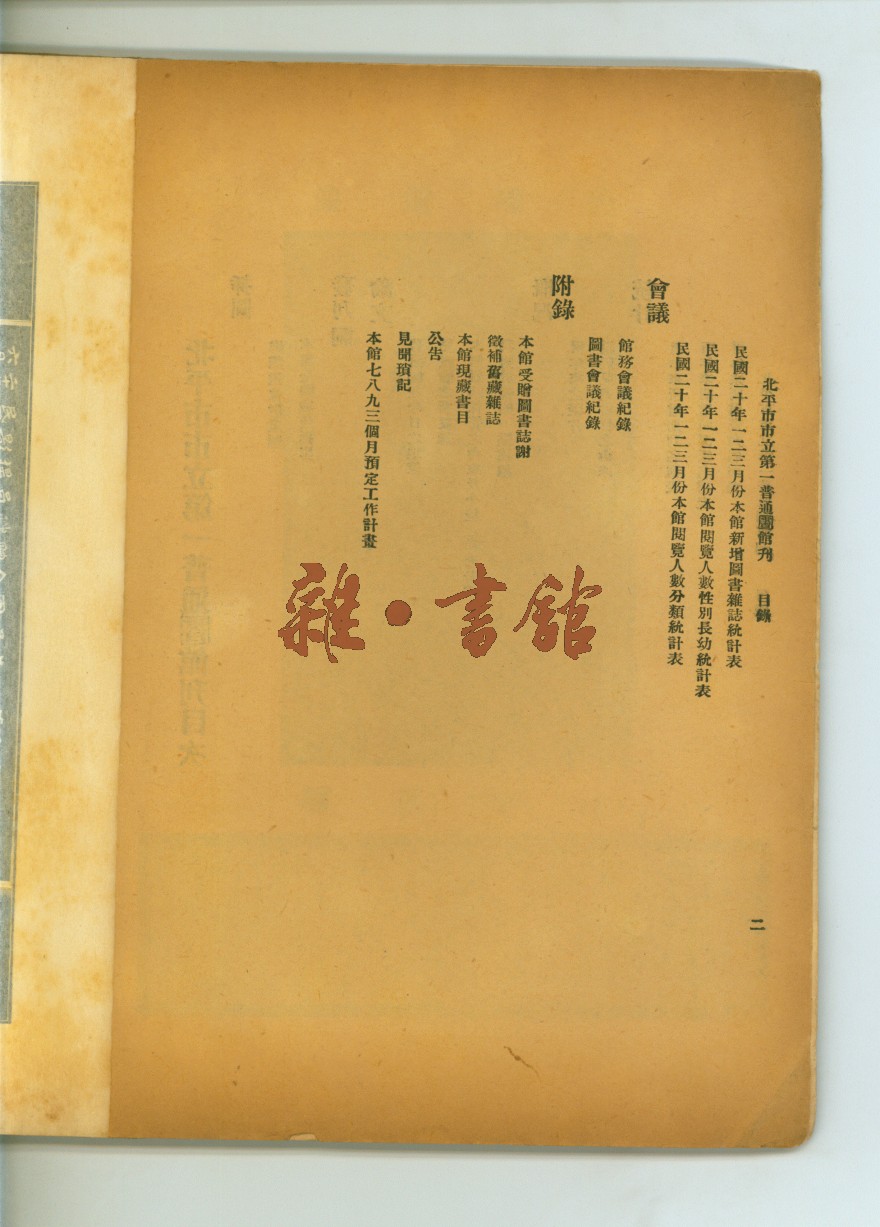 北平市市立第一普通圕館刊 目錄
民國二十年一二三月份本館新增圖書雜誌統計表
民國二十年一二三月份本館閱覽人數性別長幼統計表
民國二十年一二三月份本館閱覽人數分類統計表
會議
館務會議紀錄
圖書會議紀錄
附錄
本館受贈圖書誌謝
徵補舊藏雜誌
本館現藏書目
公告
見聞瑣記
本館七八九三個月預定工作計畫
二
雜·書館